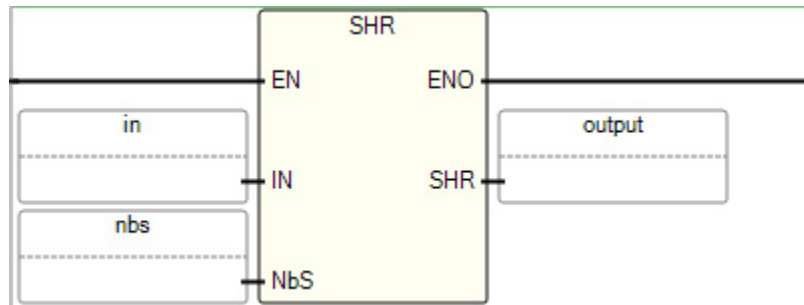 SHR
EN ENO
in output
IN SHR
nbs
NbS